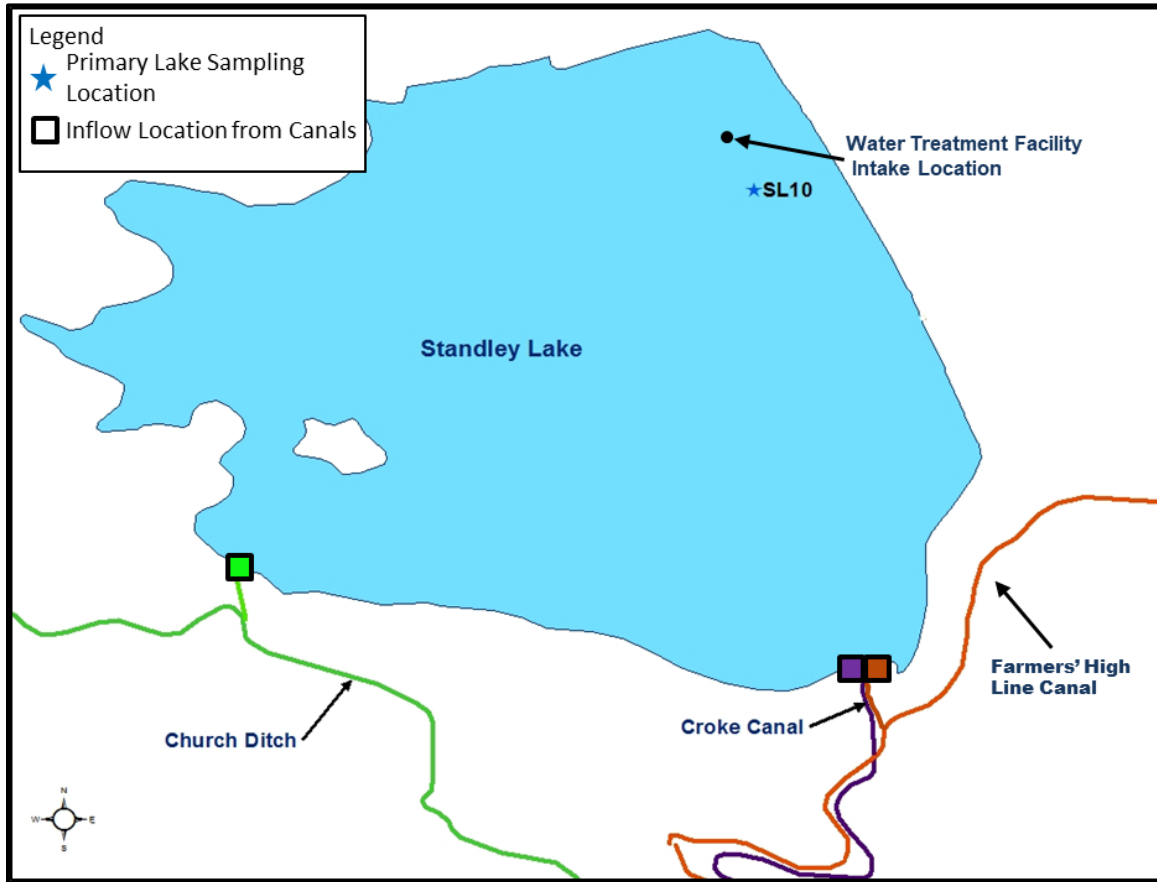 Legend
Primary Lake Sampling
Location
Inflow Location from Canals
Water Treatment Facility
Intake Location
SL10
Standley Lake
Farmers' High
Line Canal
Croke Canal
Church Ditch
N
W
E
S